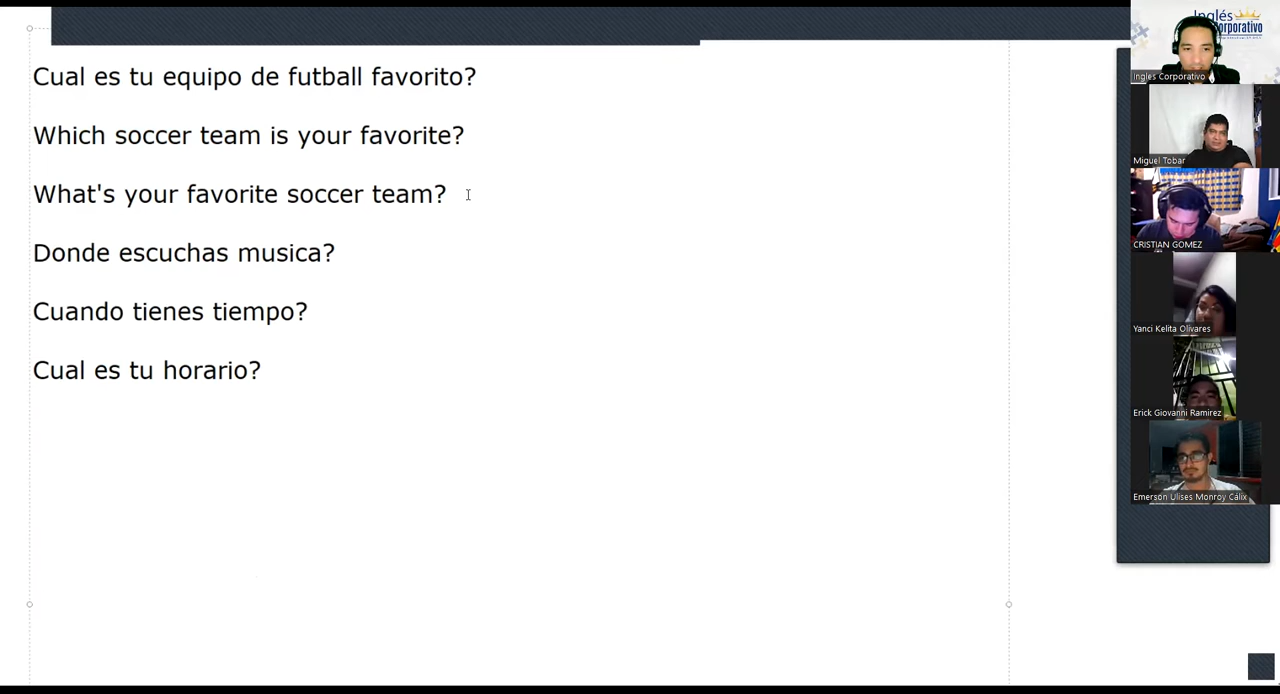 Cual es tu equipo de futball favorito?
Which soccer team is your favorite?
What's your favorite soccer team?
Donde escuchas musica?
Cuando tienes tiempo?
Cual es tu horario?
Inglés
Corporativo
Ingles Corporativo
Miguel Tobar
CRISTIAN GOMEZ
Yanci Kelita Olivares
Erick Giovanni Ramirez
Emerson Ulises Monroy Cálix